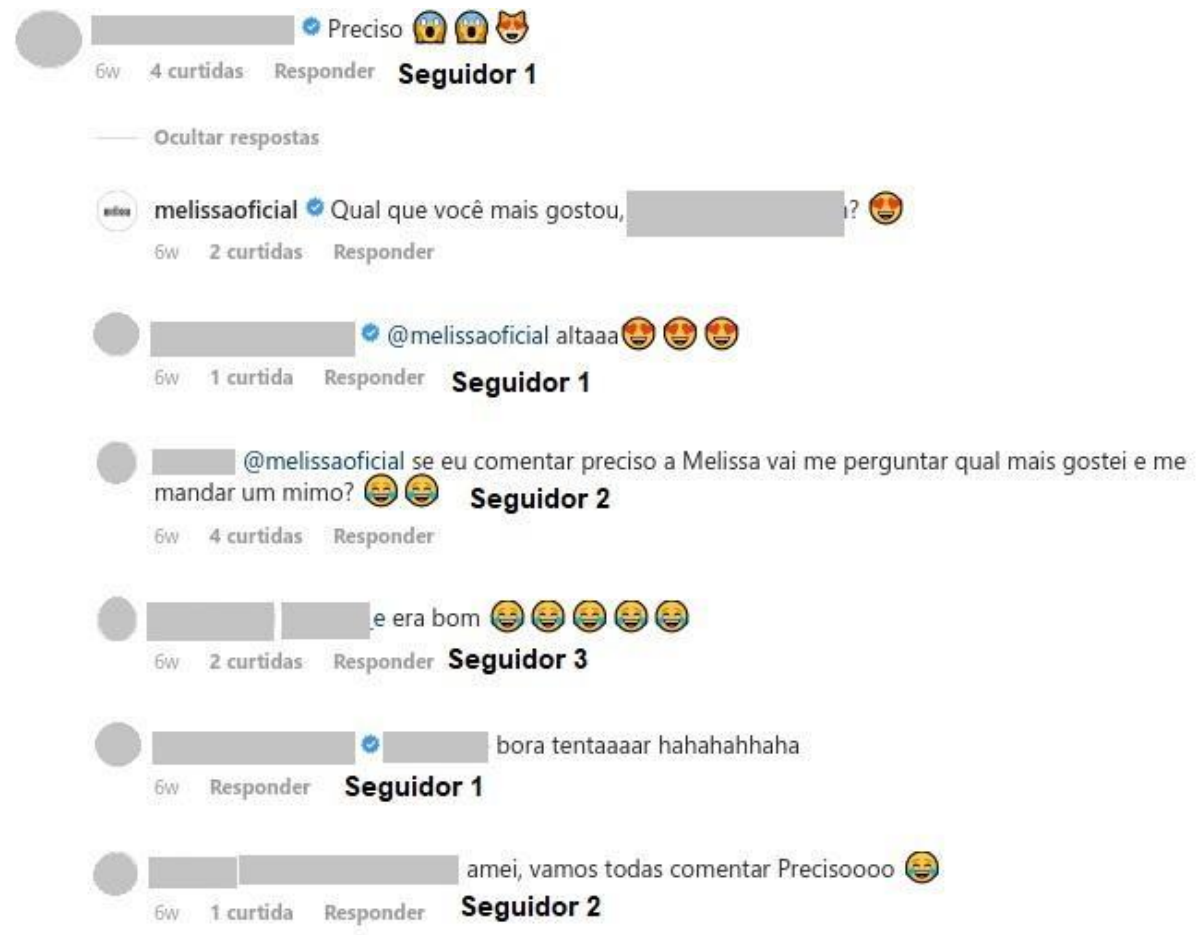 Preciso 😱😱😻
6w 4 curtidas Responder Seguidor 1
Ocultar respostas
melissaoficial Qual que você mais gostou, ? 😍
6w 2 curtidas Responder
@melissaoficial altaaa😍😍😍
6w 1 curtida Responder Seguidor 1
@melissaoficial se eu comentar preciso a Melissa vai me perguntar qual mais gostei e me
mandar um mimo? 😂😂 Seguidor 2
6w 4 curtidas Responder
_e era bom 😂😂😂😂😂
6w 2 curtidas Responder Seguidor 3
bora tentaaaar hahahahhaha
6w Responder Seguidor 1
amei, vamos todas comentar Precisoooo 😂
6w 1 curtida Responder Seguidor 2